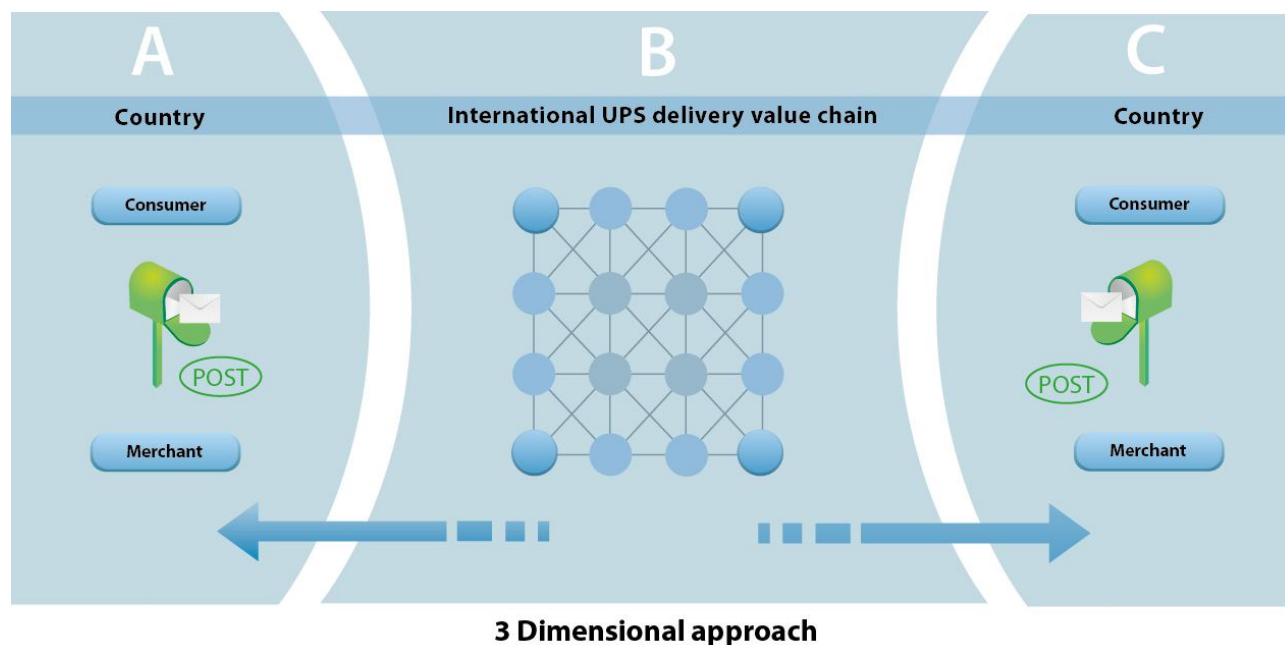 A
B
C
Country
International UPS delivery value chain
Country
Consumer
Consumer
POST
POST
Merchant
Merchant
3 Dimensional approach